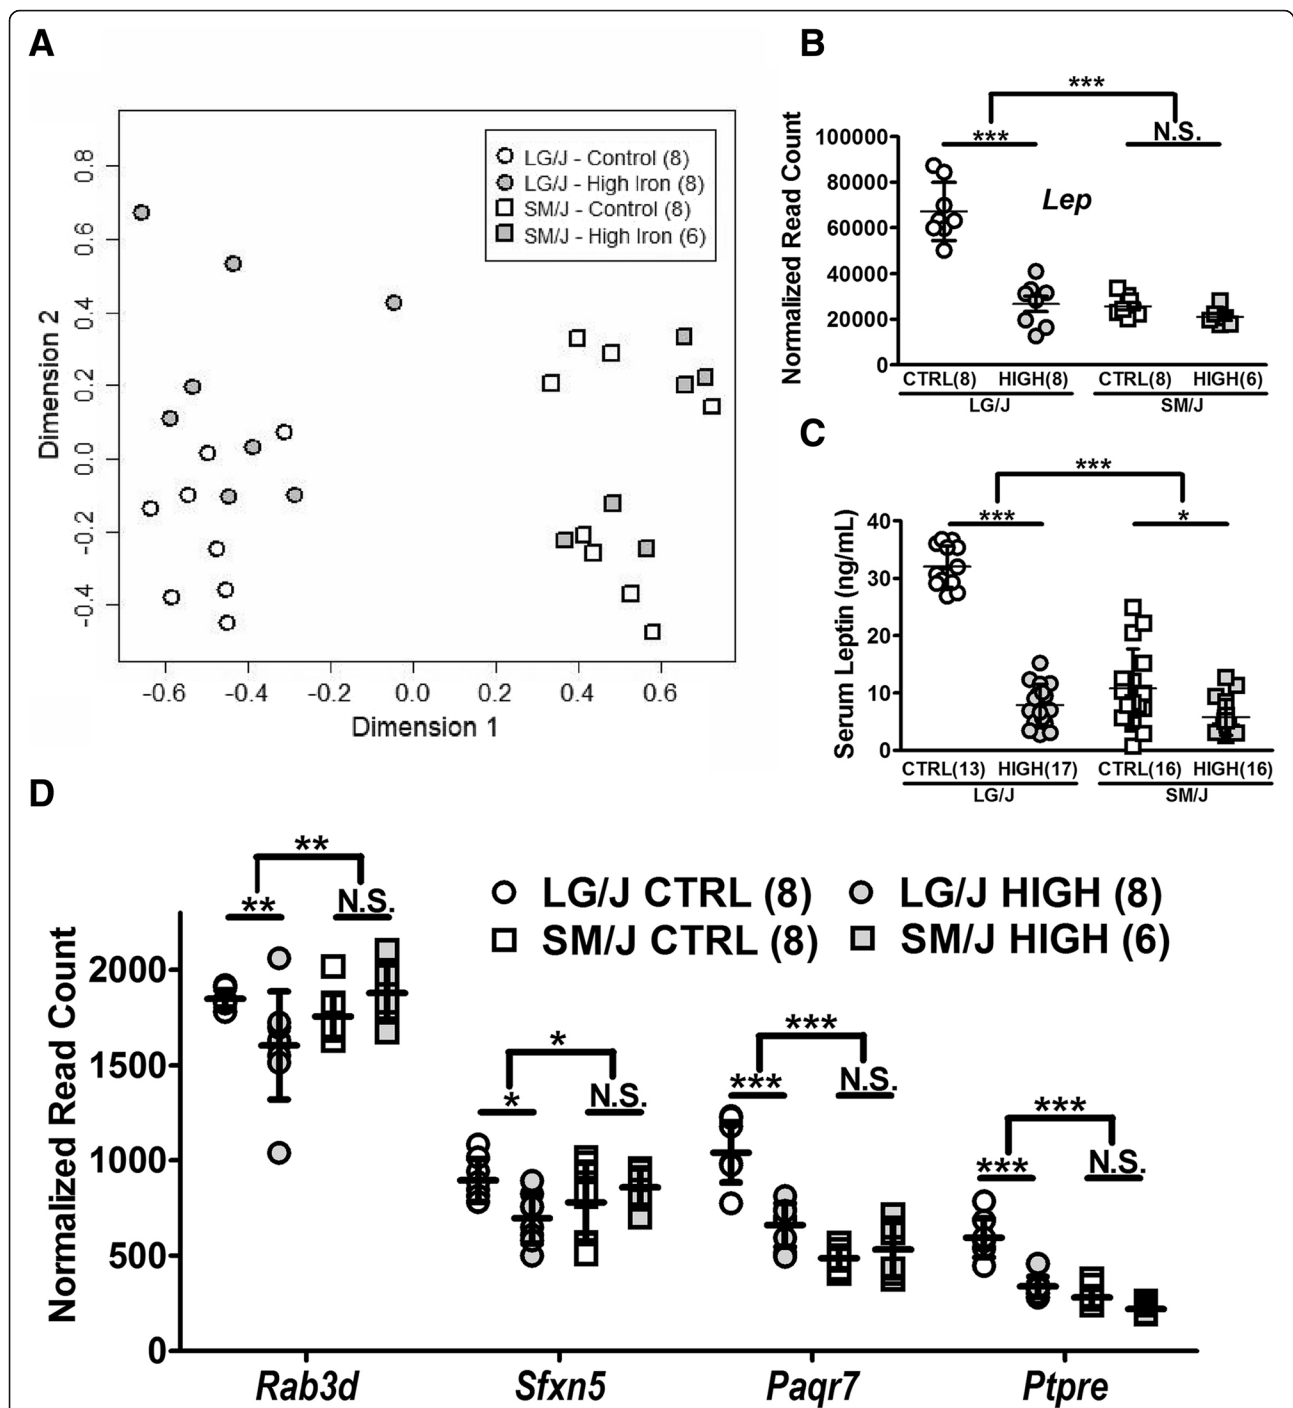 A
0.8
0.6
0.4
0.2
0.0
-0.2
-0.4
Dimension 2
LG/J - Control (8)
LG/J - High Iron (8)
SM/J - Control (8)
SM/J - High Iron (6)
-0.6 -0.4 -0.2 0.0 0.2 0.4 0.6
Dimension 1
B
***
*** N.S.
Lep
Normalized Read Count
100000
80000
60000
40000
20000
0
CTRL(8) HIGH(8) CTRL(8) HIGH(6)
LG/J SM/J
C
***
*** *
Serum Leptin (ng/mL)
40
30
20
10
0
CTRL(13) HIGH(17) CTRL(16) HIGH(16)
LG/J SM/J
D
LG/J CTRL (8) LG/J HIGH (8)
SM/J CTRL (8) SM/J HIGH (6)
Normalized Read Count
2000
1500
1000
500
0
**
** N.S.
*
* N.S.
***
*** N.S.
***
*** N.S.
Rab3d Sfxn5 Paqr7 Ptpre